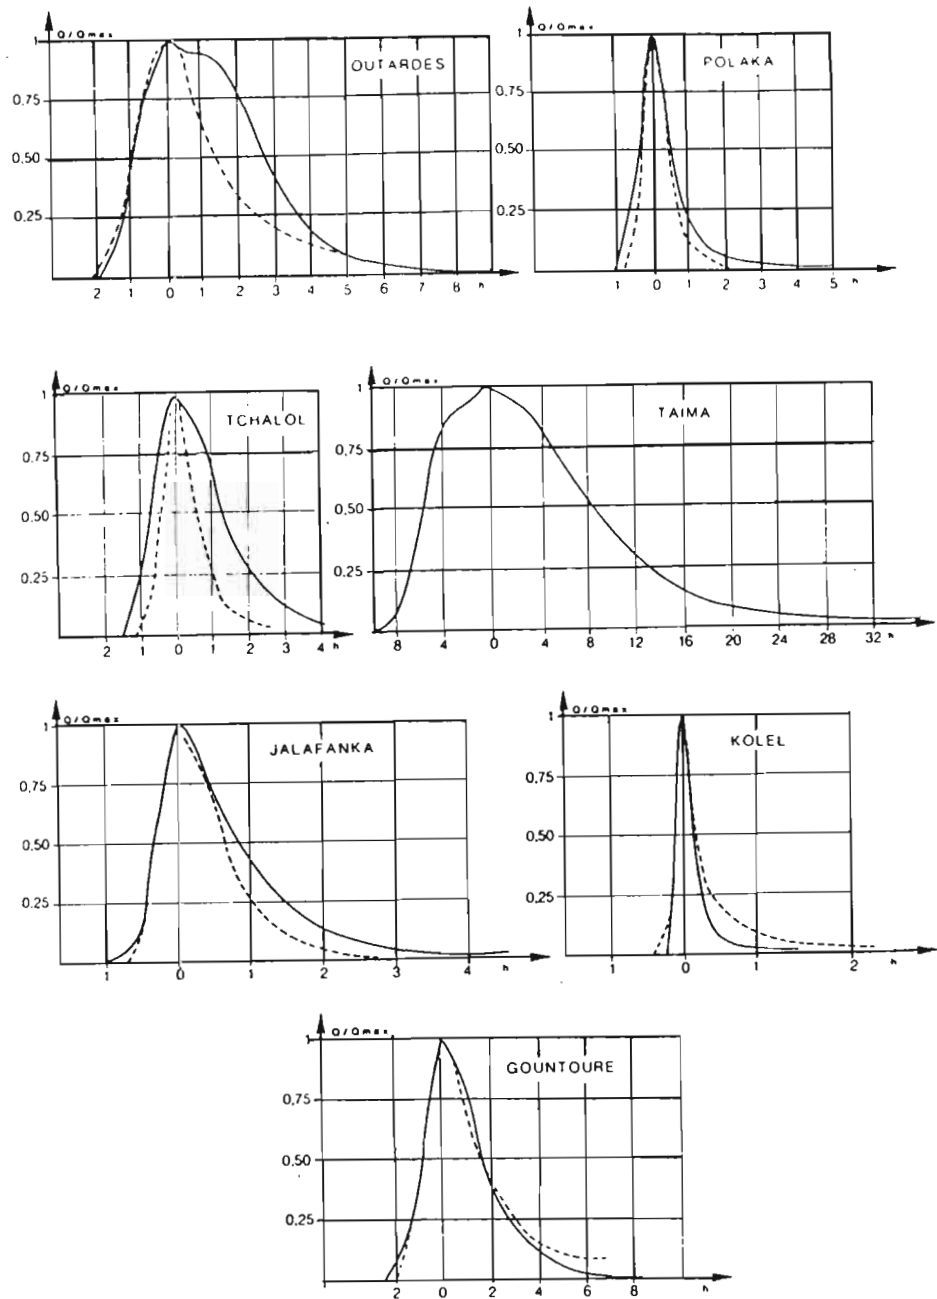 Q/Qmax
OUTARDES
1
0,75
0,50
0,25
2 1 0 1 2 3 4 5 6 7 8 h
Q/Qmax
POLAKA
1
0,75
0,50
0,25
1 0 1 2 3 4 5 h
Q/Qmax
TCHALOL
1
0,75
0,50
0,25
2 1 0 1 2 3 4 h
Q/Qmax
TAIMA
1
0,75
0,50
0,25
8 4 0 4 8 12 16 20 24 28 32 h
Q/Qmax
JALAFANKA
1
0,75
0,50
0,25
1 0 1 2 3 4 h
Q/Qmax
KOLEL
1
0,75
0,50
0,25
1 0 1 2 h
Q/Qmax
GOUNTOURE
1
0,75
0,50
0,25
2 0 2 4 6 8 h